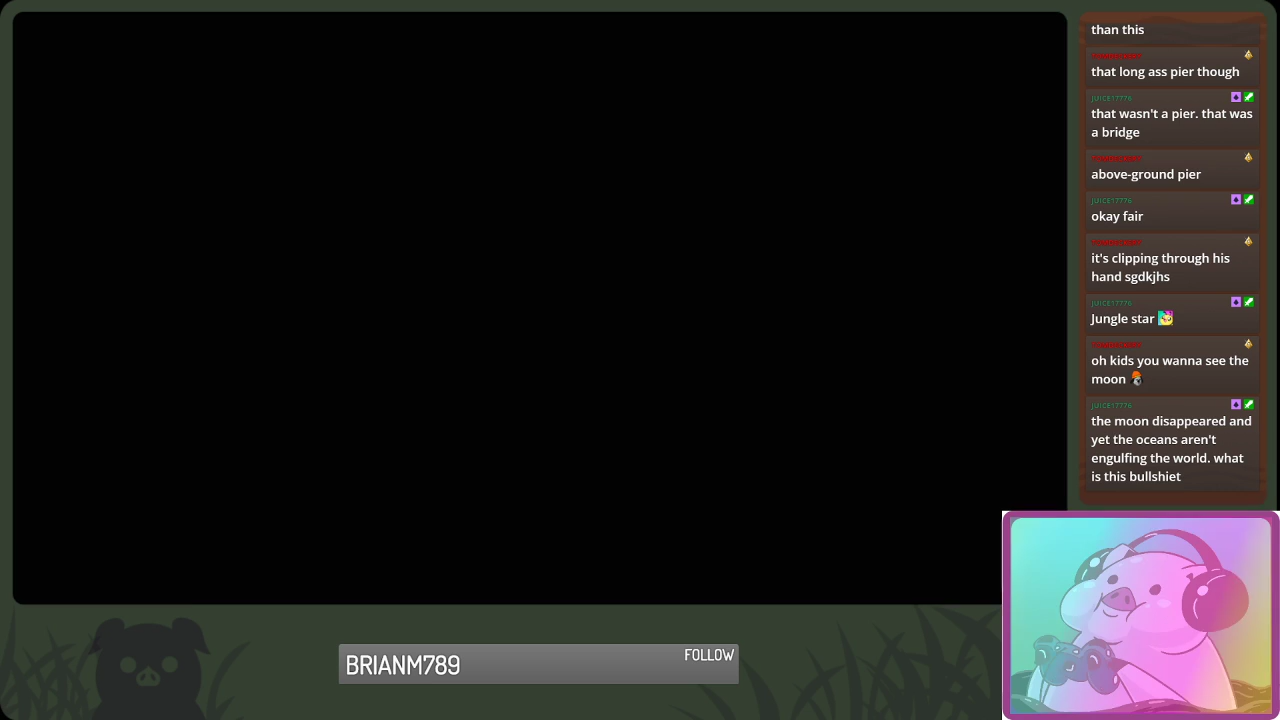 than this
that long ass pier though
JUICE17776
that wasn't a pier. that was
a bridge
above-ground pier
JUICE17776
okay fair
it's clipping through his
hand sgdkjhs
JUICE17776
Jungle star
oh kids you wanna see the
moon
JUICE17776
the moon disappeared and
yet the oceans aren't
engulfing the world. what
is this bullshiet
BRIANM789
FOLLOW